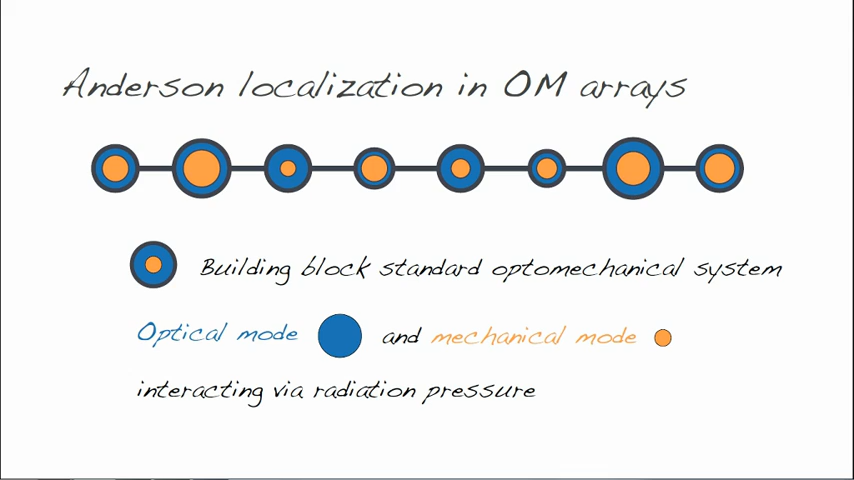 Anderson localization in OM arrays
Building block standard optomechanical system
Optical mode and mechanical mode
interacting via radiation pressure